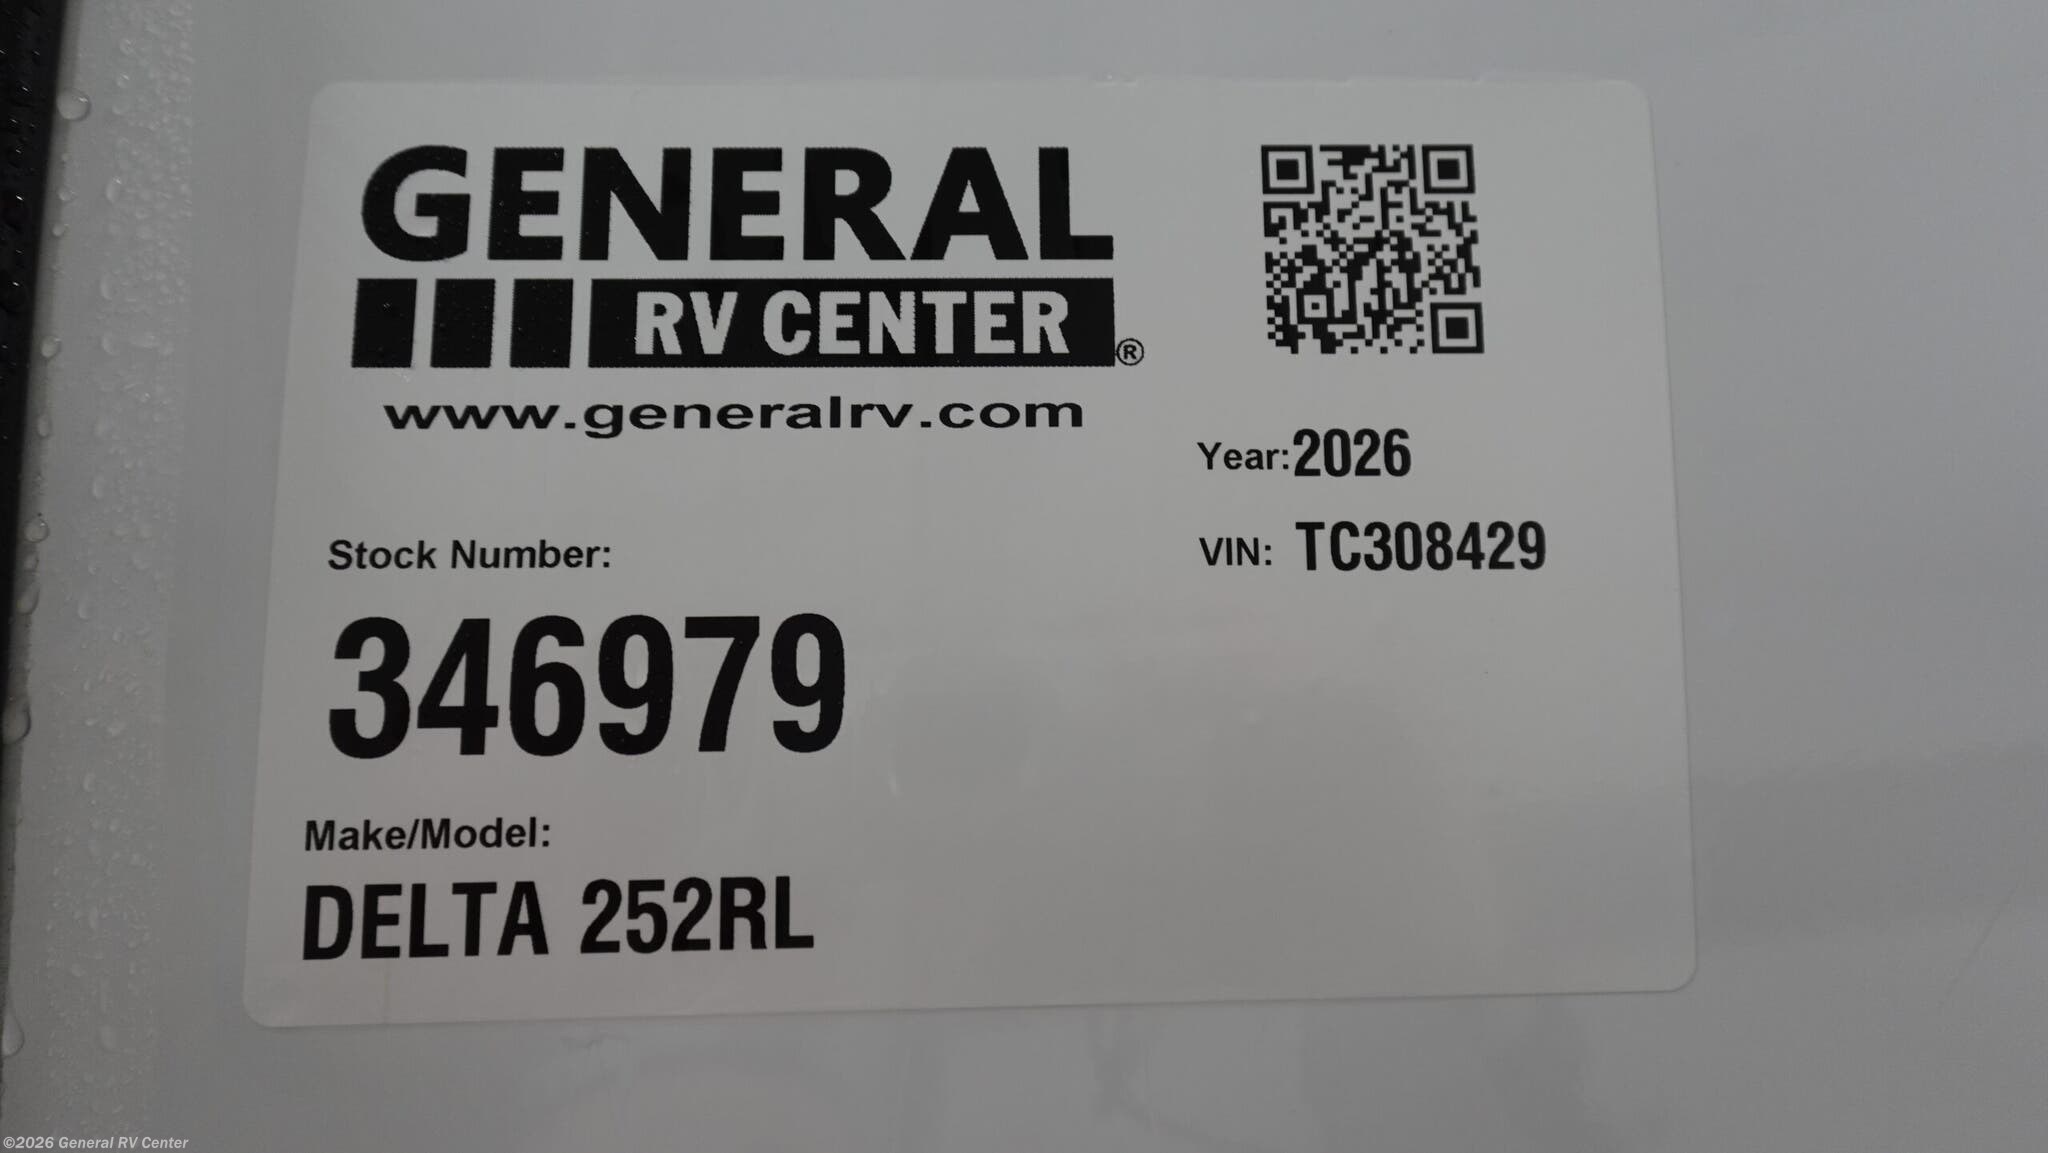 GENERAL
RV CENTER®
www.generalrv.com
Year: 2026
VIN: TC308429
Stock Number:
346979
Make/Model:
DELTA 252RL
©2026 General RV Center